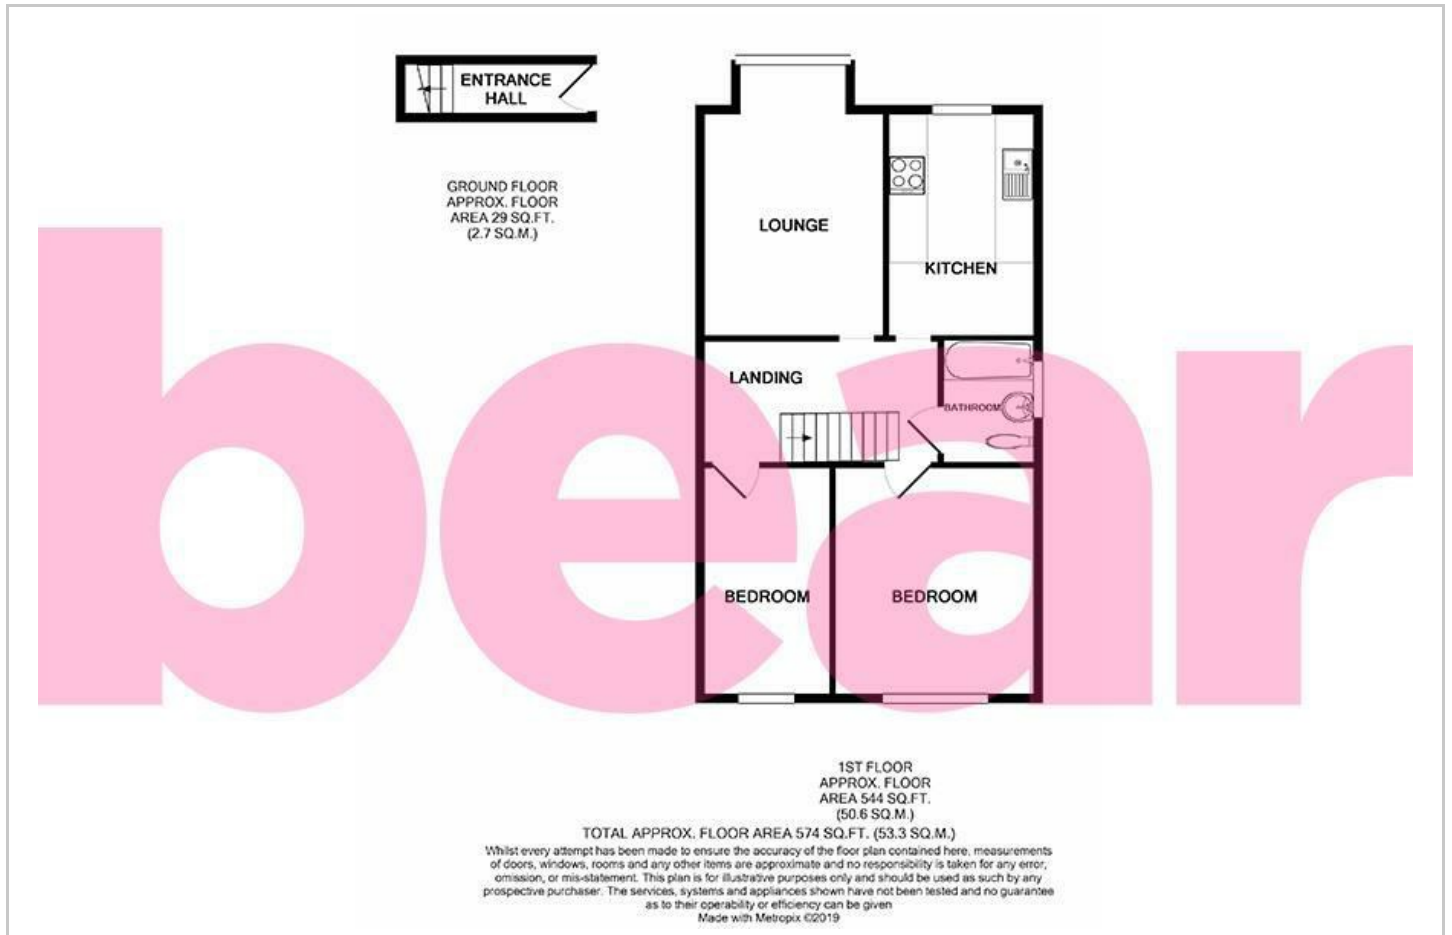 ENTRANCE
HALL
GROUND FLOOR
APPROX. FLOOR
AREA 29 SQ.FT.
(2.7 SQ.M.)
LOUNGE
KITCHEN
LANDING
BATHROOM
BEDROOM
BEDROOM
bear
1ST FLOOR
APPROX. FLOOR
AREA 544 SQ.FT.
(50.6 SQ.M.)
TOTAL APPROX. FLOOR AREA 574 SQ.FT. (53.3 SQ.M.)
Whilst every attempt has been made to ensure the accuracy of the floor plan contained here, measurements
of doors, windows, rooms and any other items are approximate and no responsibility is taken for any error,
omission, or mis-statement. This plan is for illustrative purposes only and should be used as such by any
prospective purchaser. The services, systems and appliances shown have not been tested and no guarantee
as to their operability or efficiency can be given
Made with Metropix ©2019